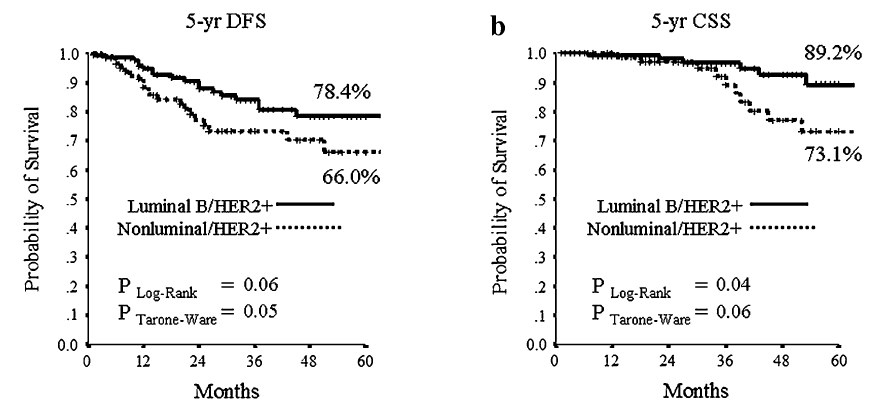 5-yr DFS
1.0
.9
.8
.7
.6
.5
.4
.3
.2
.1
0.0
Probability of Survival
78.4%
66.0%
Luminal B/HER2+
Nonluminal/HER2+
P Log-Rank = 0.06
P Tarone-Ware = 0.05
0 12 24 36 48 60
Months
b
5-yr CSS
1.0
.9
.8
.7
.6
.5
.4
.3
.2
.1
0.0
Probability of Survival
89.2%
73.1%
Luminal B/HER2+
Nonluminal/HER2+
P Log-Rank = 0.04
P Tarone-Ware = 0.06
0 12 24 36 48 60
Months